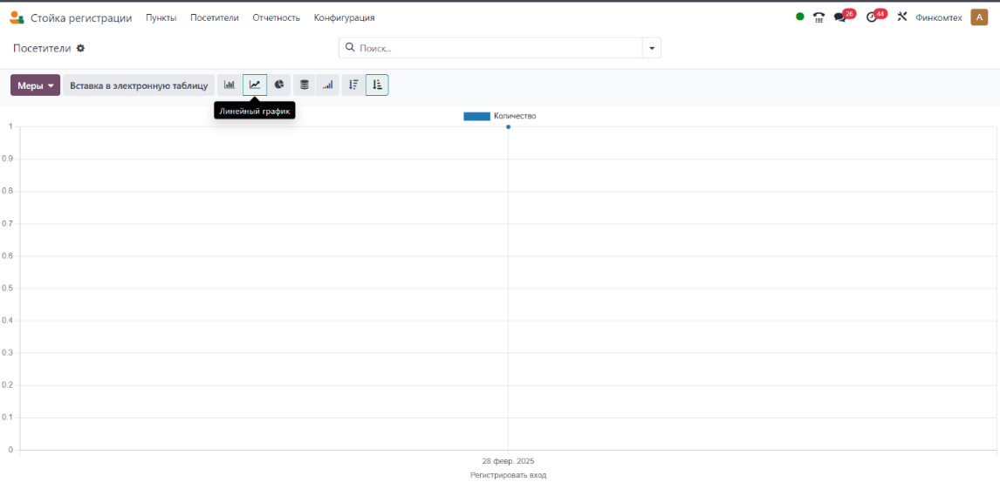 Стойка регистрации Пункты Посетители Отчетность Конфигурация 26 44 Финкомтех A
Посетители Поиск...
Меры Вставка в электронную таблицу
Линейный график
Количество
1
0.9
0.8
0.7
0.6
0.5
0.4
0.3
0.2
0.1
0
28 февр. 2025
Регистрировать вход